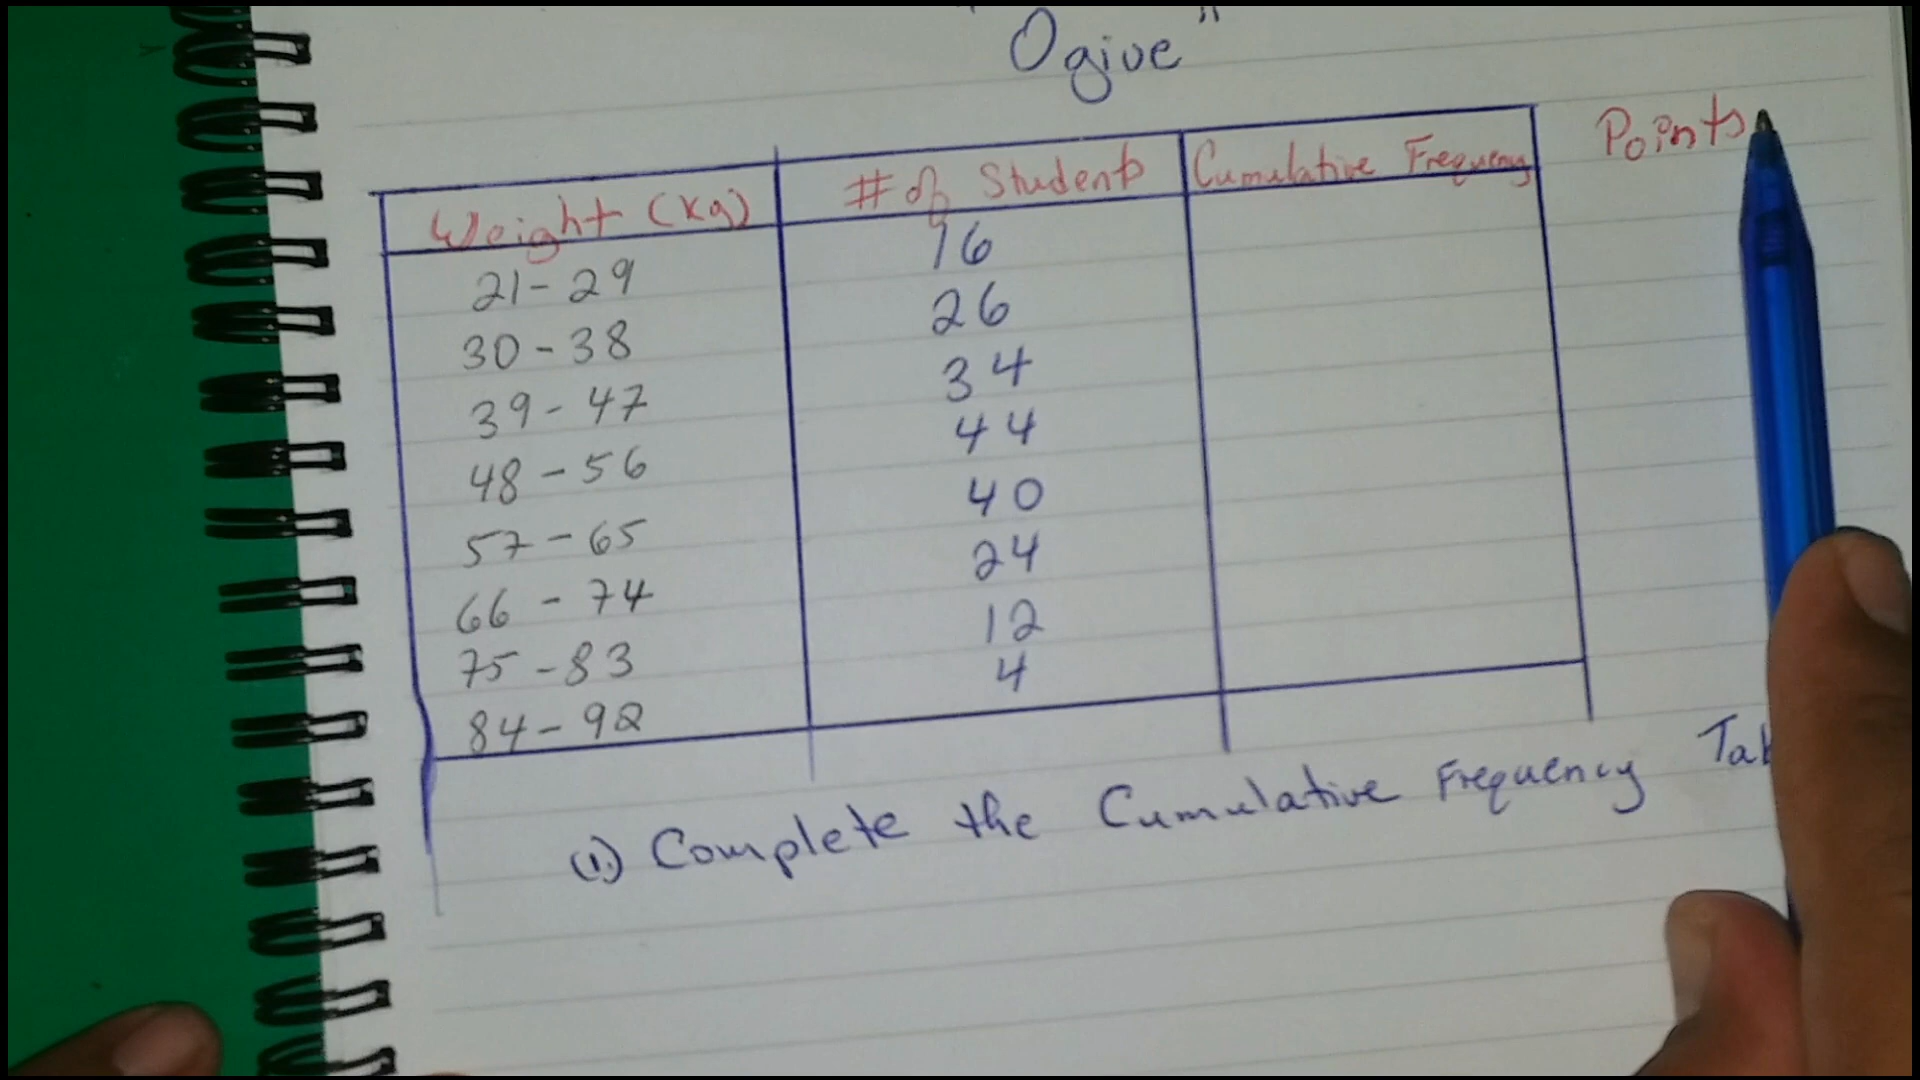 Ogive"
Weight (Kg) # of Students Cumulative Frequency Points
21-29 16
30-38 26
39-47 34
48-56 44
57-65 40
66-74 24
75-83 12
84-92 4
(1.) Complete the Cumulative Frequency